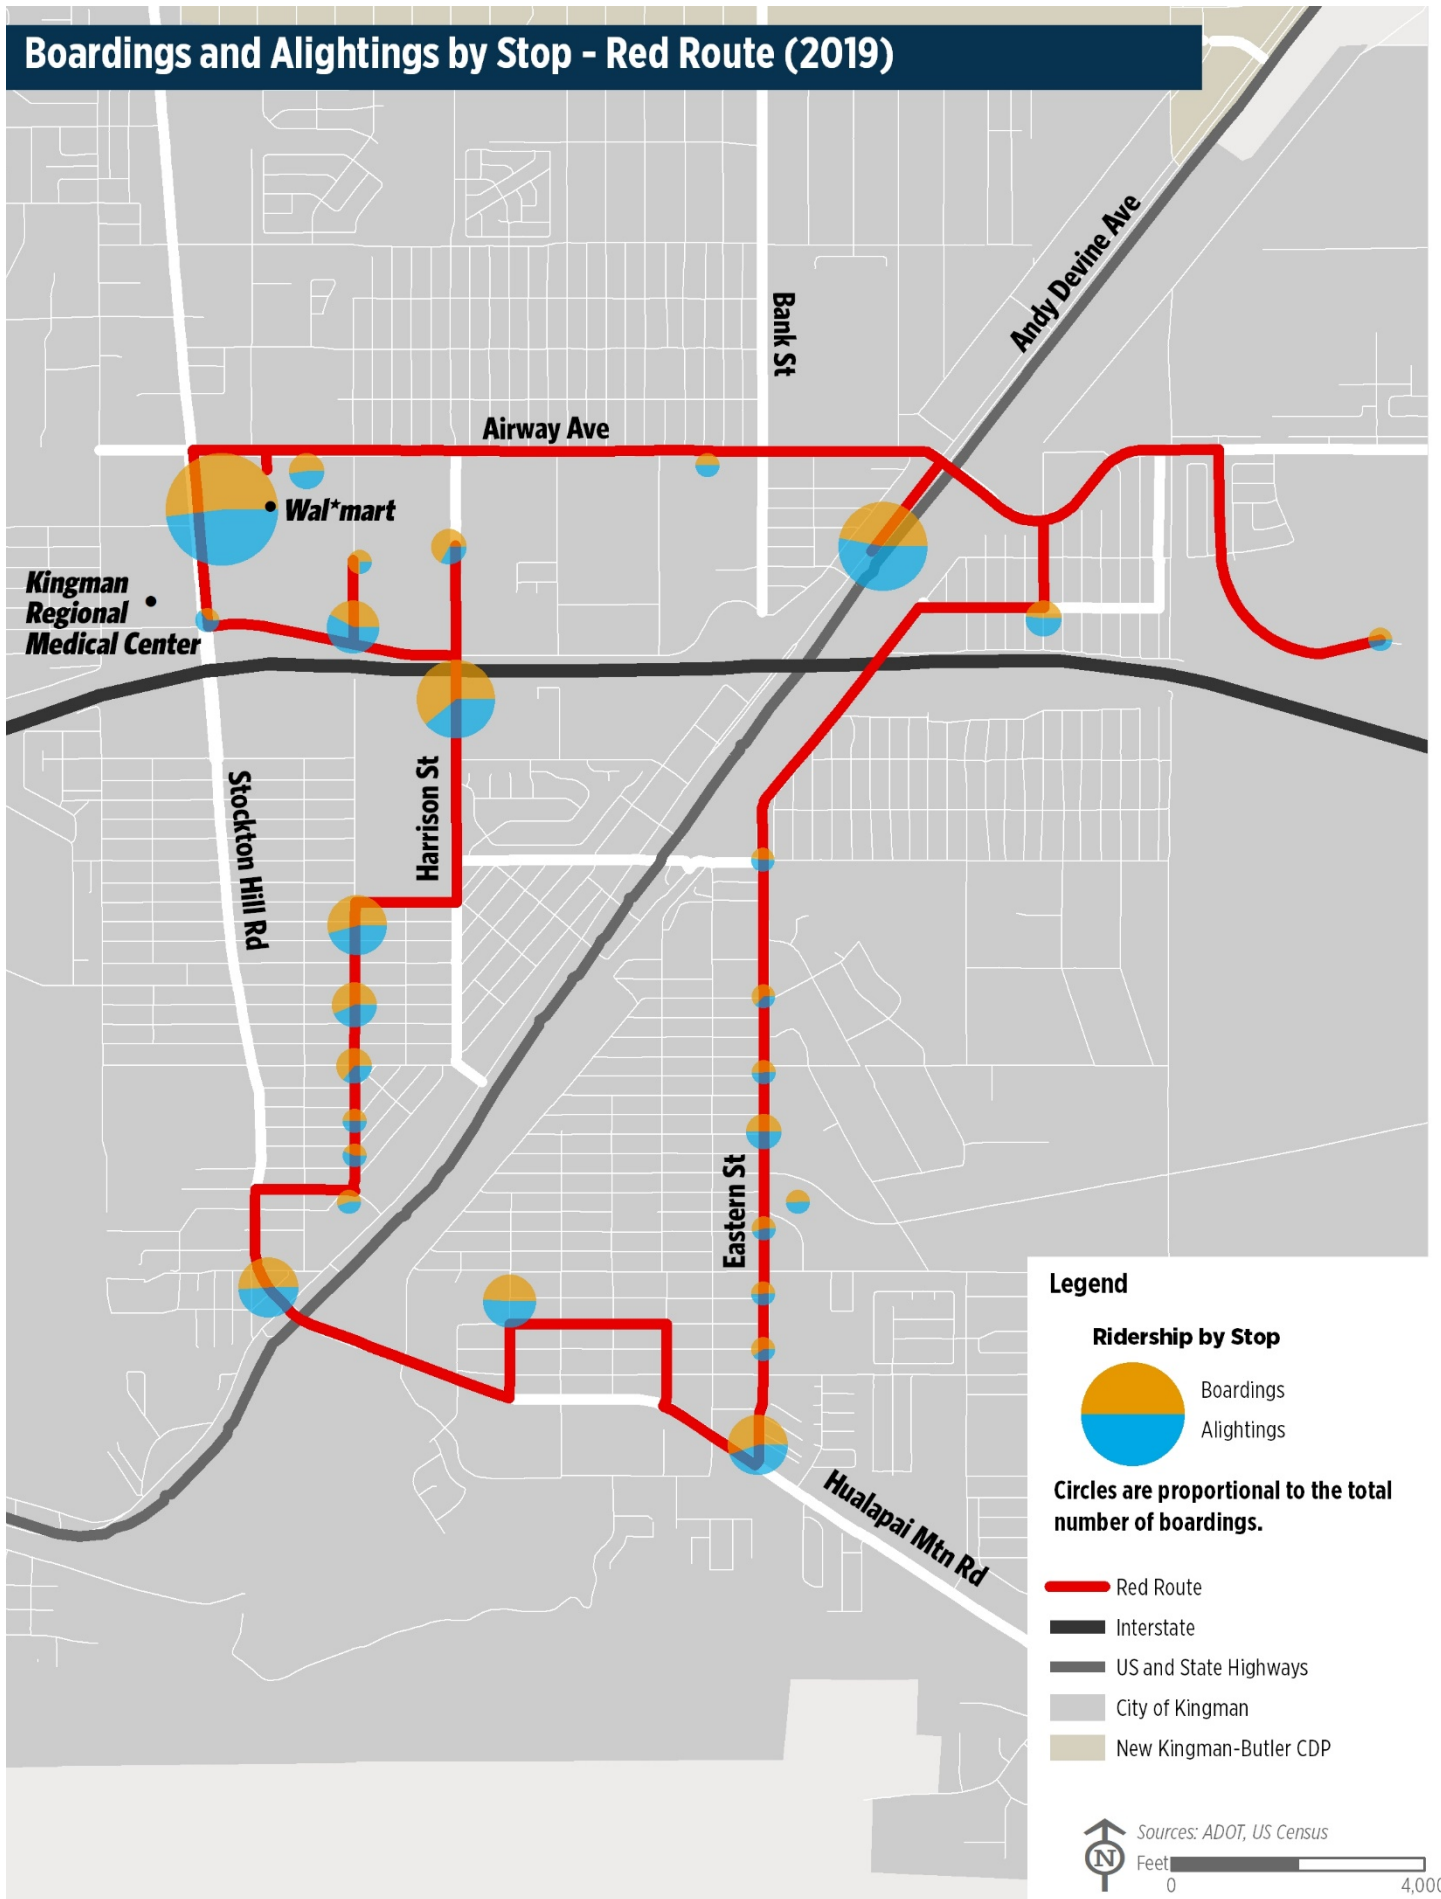 Boardings and Alightings by Stop - Red Route (2019)
Andy Devine Ave
Bank St
Airway Ave
Wal*mart
Kingman
Regional
Medical Center
Stockton Hill Rd
Harrison St
Eastern St
Hualapai Mtn Rd
Legend
Ridership by Stop
Boardings
Alightings
Circles are proportional to the total
number of boardings.
Red Route
Interstate
US and State Highways
City of Kingman
New Kingman-Butler CDP
Sources: ADOT, US Census
N
Feet
0 4,000